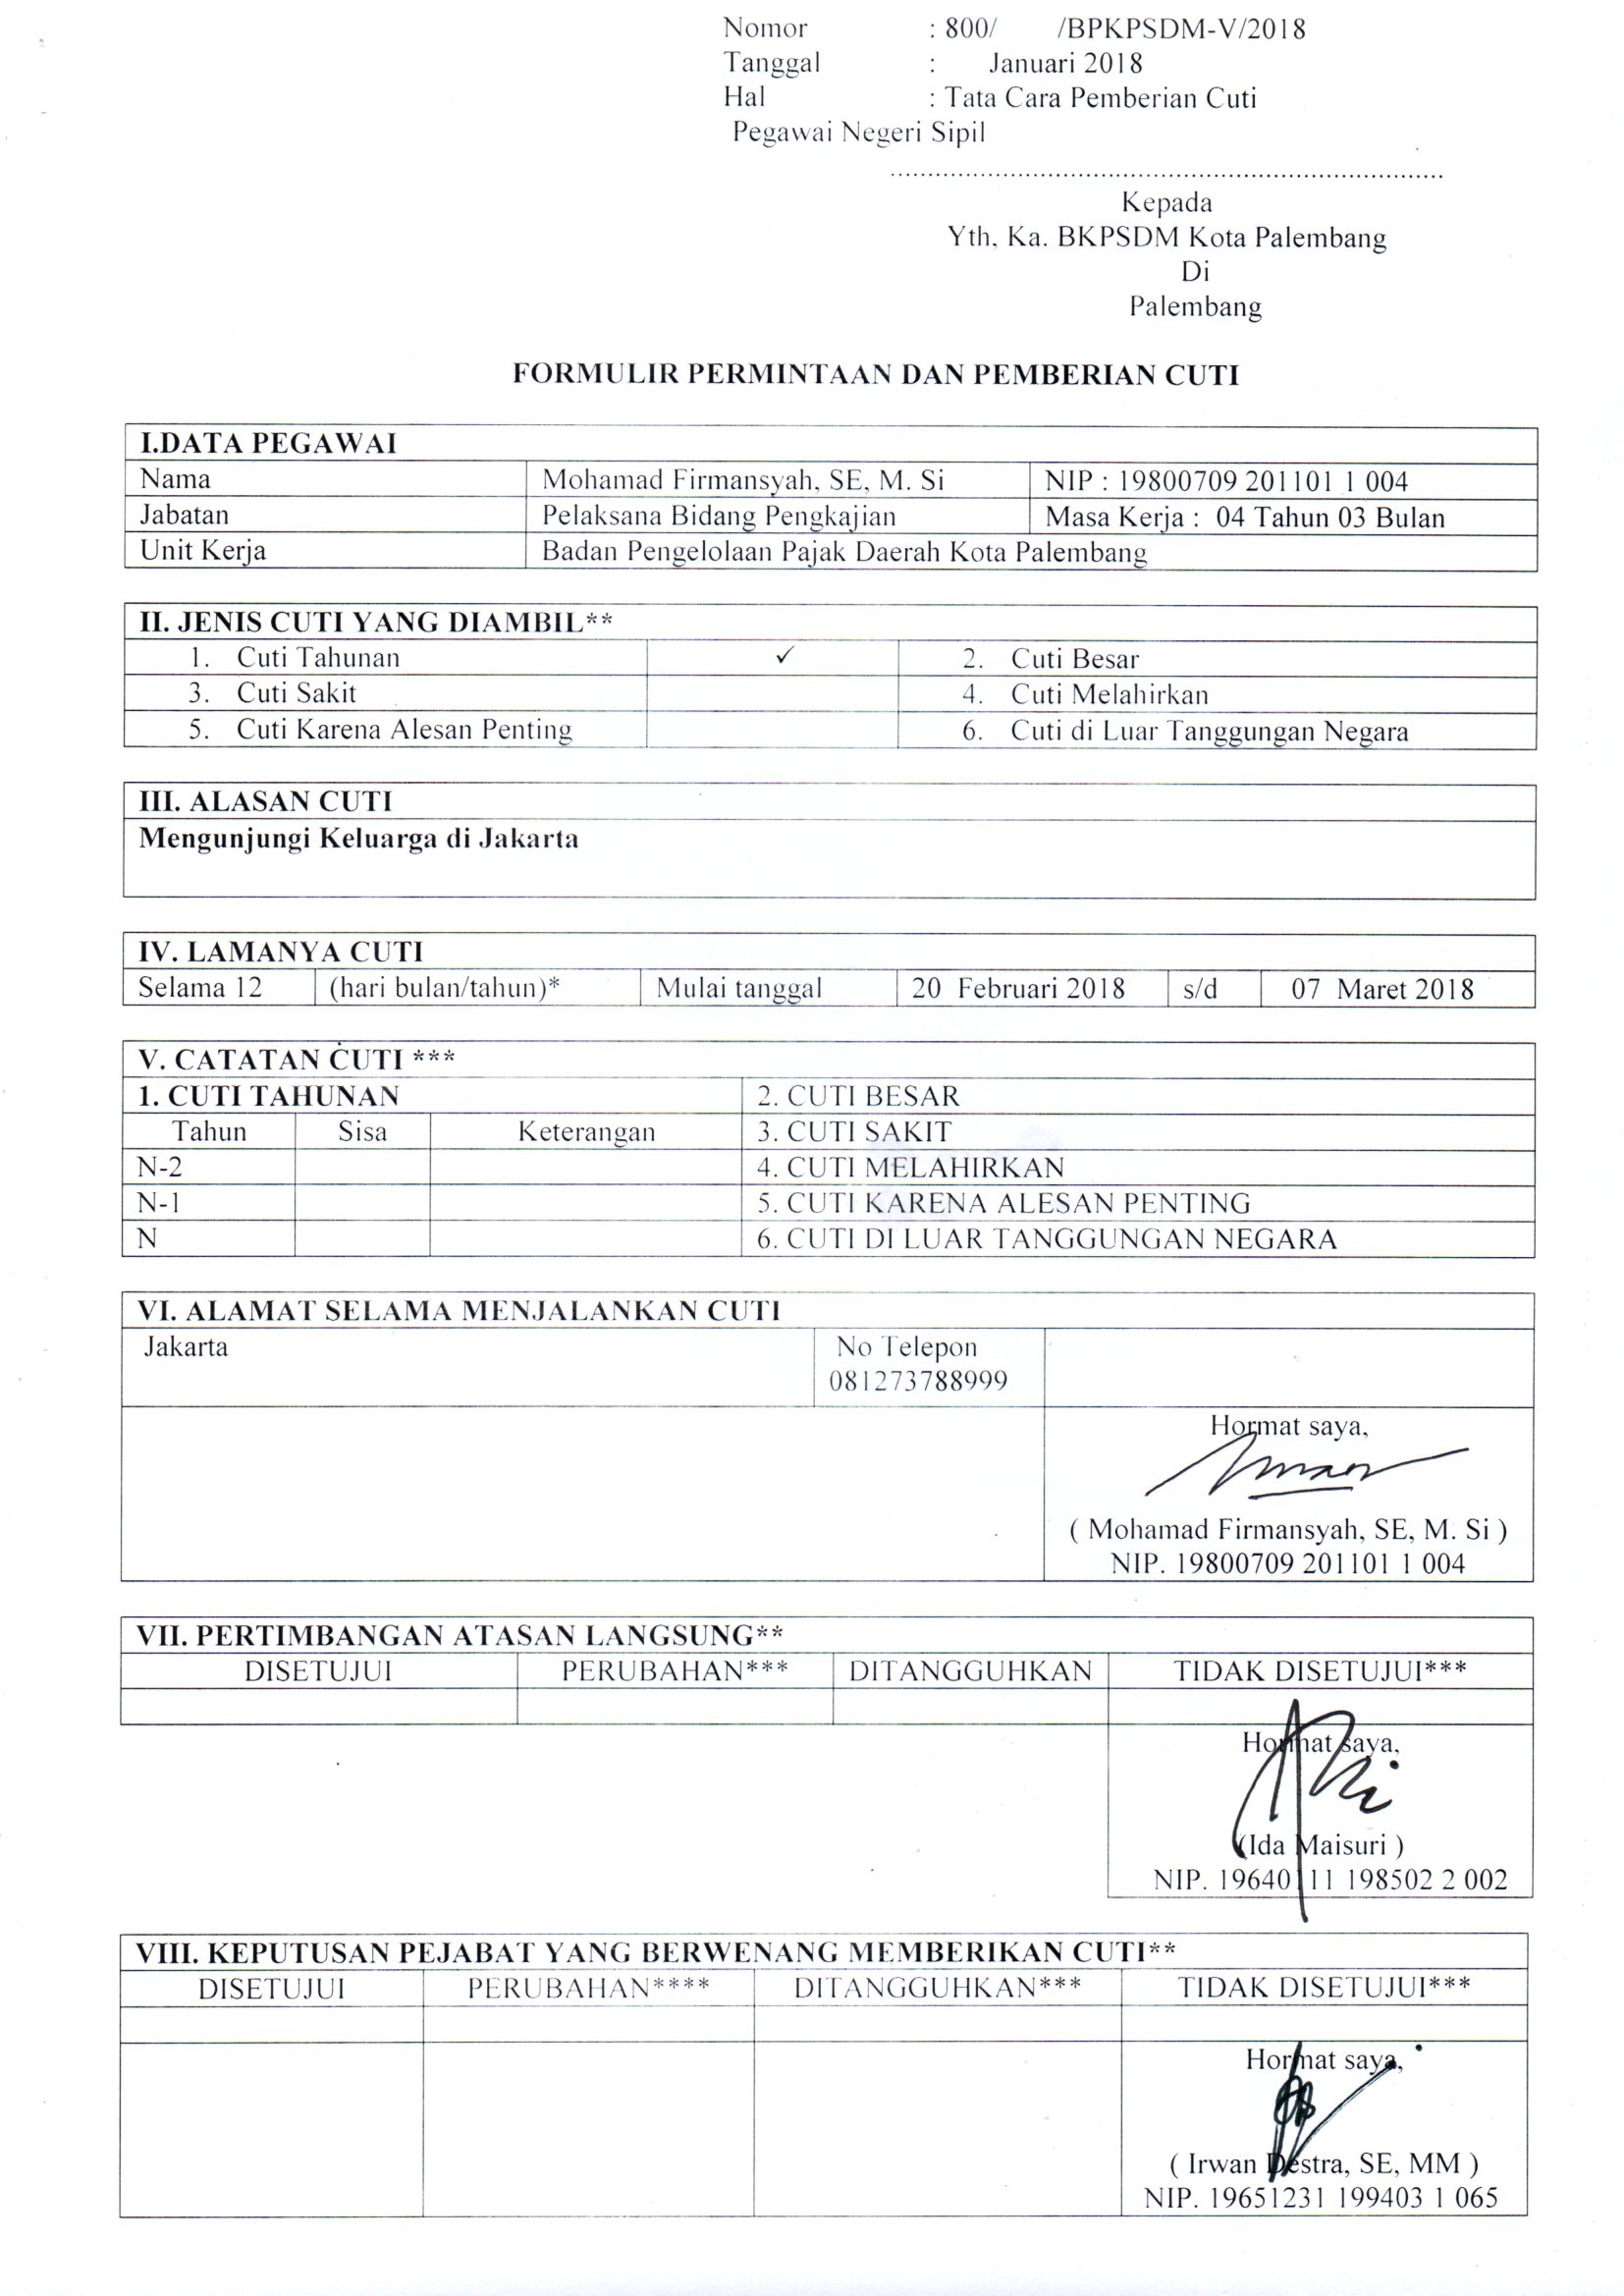 Nomor : 800/ /BPKPSDM-V/2018
Tanggal : Januari 2018
Hal : Tata Cara Pemberian Cuti
Pegawai Negeri Sipil
..........................................................................
Kepada
Yth. Ka. BKPSDM Kota Palembang
Di
Palembang
FORMULIR PERMINTAAN DAN PEMBERIAN CUTI
I.DATA PEGAWAI
Nama Mohamad Firmansyah, SE, M. Si NIP : 19800709 201101 1 004
Jabatan Pelaksana Bidang Pengkajian Masa Kerja : 04 Tahun 03 Bulan
Unit Kerja Badan Pengelolaan Pajak Daerah Kota Palembang
II. JENIS CUTI YANG DIAMBIL**
1. Cuti Tahunan ✓ 2. Cuti Besar
3. Cuti Sakit 4. Cuti Melahirkan
5. Cuti Karena Alesan Penting 6. Cuti di Luar Tanggungan Negara
III. ALASAN CUTI
Mengunjungi Keluarga di Jakarta
IV. LAMANYA CUTI
Selama 12 (hari bulan/tahun)* Mulai tanggal 20 Februari 2018 s/d 07 Maret 2018
V. CATATAN CUTI ***
1. CUTI TAHUNAN 2. CUTI BESAR
Tahun Sisa Keterangan 3. CUTI SAKIT
N-2 4. CUTI MELAHIRKAN
N-1 5. CUTI KARENA ALESAN PENTING
N 6. CUTI DI LUAR TANGGUNGAN NEGARA
VI. ALAMAT SELAMA MENJALANKAN CUTI
Jakarta No Telepon
081273788999
Hormat saya,
( Mohamad Firmansyah, SE, M. Si )
NIP. 19800709 201101 1 004
VII. PERTIMBANGAN ATASAN LANGSUNG**
DISETUJUI PERUBAHAN*** DITANGGUHKAN TIDAK DISETUJUI***
Hormat saya,
(Ida Maisuri )
NIP. 19640111 198502 2 002
VIII. KEPUTUSAN PEJABAT YANG BERWENANG MEMBERIKAN CUTI**
DISETUJUI PERUBAHAN**** DITANGGUHKAN*** TIDAK DISETUJUI***
Hormat saya,
( Irwan Destra, SE, MM )
NIP. 19651231 199403 1 065